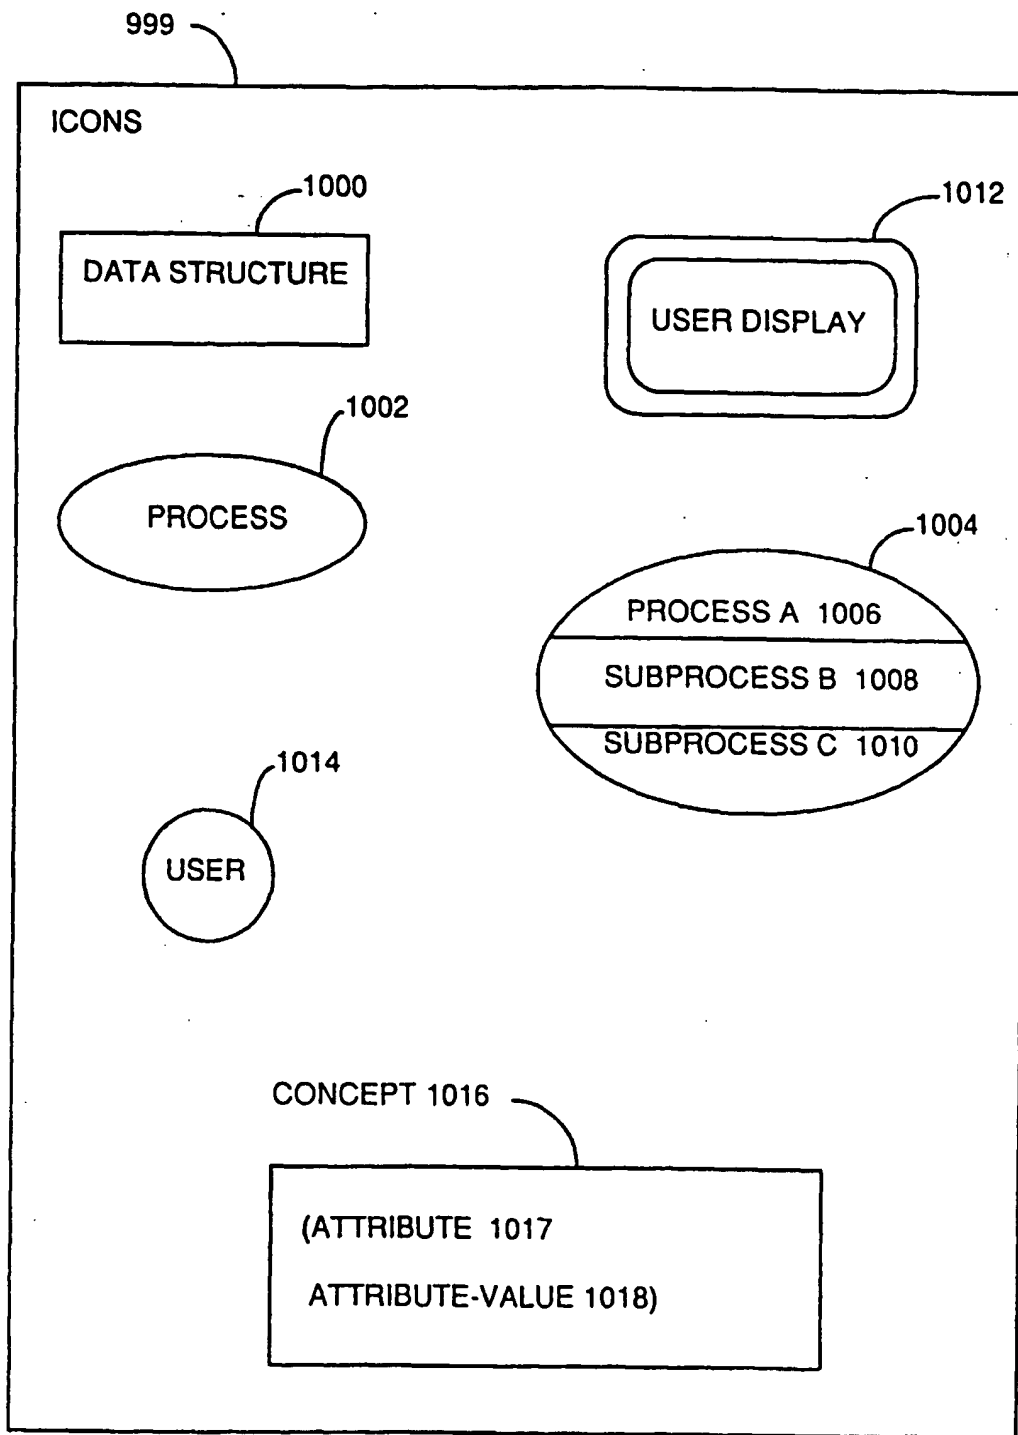 999
ICONS
1000
DATA STRUCTURE
1012
USER DISPLAY
1002
PROCESS
1004
PROCESS A 1006
SUBPROCESS B 1008
SUBPROCESS C 1010
1014
USER
CONCEPT 1016
(ATTRIBUTE 1017
ATTRIBUTE-VALUE 1018)